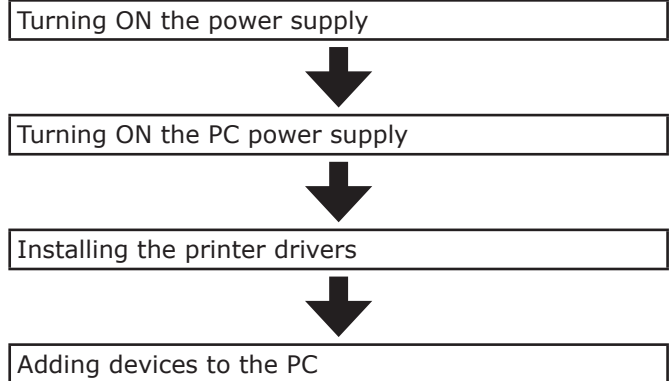 Turning ON the power supply
Turning ON the PC power supply
Installing the printer drivers
Adding devices to the PC